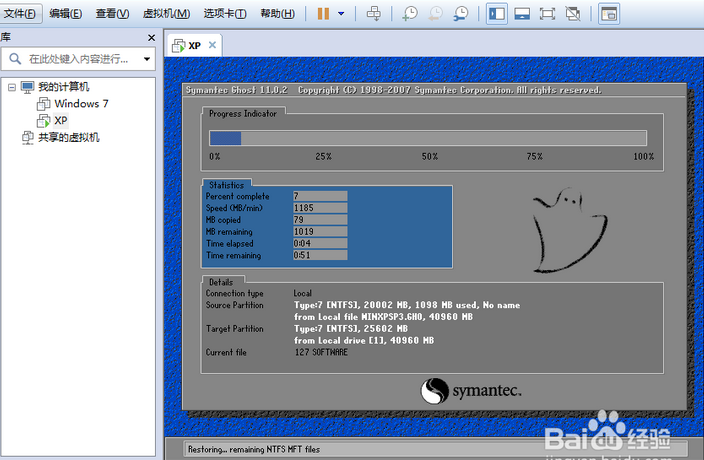 文件(F) 编辑(E) 查看(V) 虚拟机(M) 选项卡(T) 帮助(H)
库
在此处键入内容进行...
我的计算机
Windows 7
XP
共享的虚拟机
XP
Symantec Ghost 11.0.2 Copyright (C) 1998-2007 Symantec Corporation. All rights reserved.
Progress Indicator
0% 25% 50% 75% 100%
Statistics
Percent complete 7
Speed (MB/min) 1185
MB copied 79
MB remaining 1019
Time elapsed 0:04
Time remaining 0:51
Details
Connection type Local
Source Partition Type:7 [NTFS], 20002 MB, 1098 MB used, No name
from Local file WINXPSP3.GHO, 40960 MB
Target Partition Type:7 [NTFS], 25602 MB
from Local drive [1], 40960 MB
Current file 127 SOFTWARE
symantec.
Restoring... remaining NTFS MFT files
Baidu经验
jingyan.baidu.com